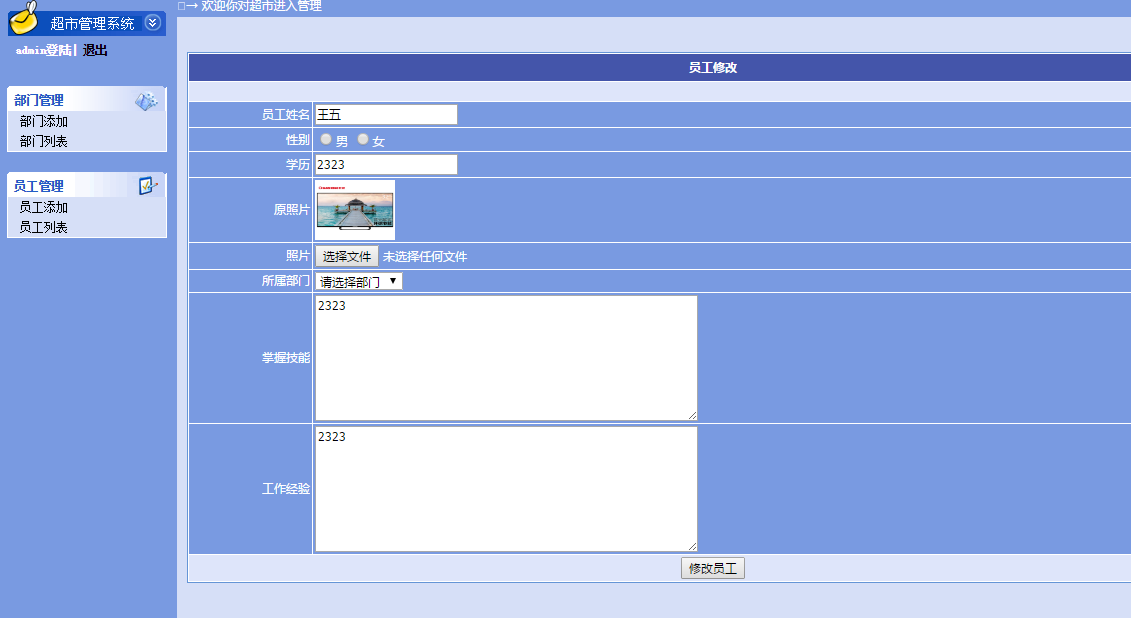 超市管理系统
admin登陆| 退出
部门管理
部门添加
部门列表
员工管理
员工添加
员工列表
□→ 欢迎你对超市进入管理
员工修改
员工姓名 王五
性别 男 女
学历 2323
原照片
照片 选择文件 未选择任何文件
所属部门 请选择部门
掌握技能 2323
工作经验 2323
修改员工